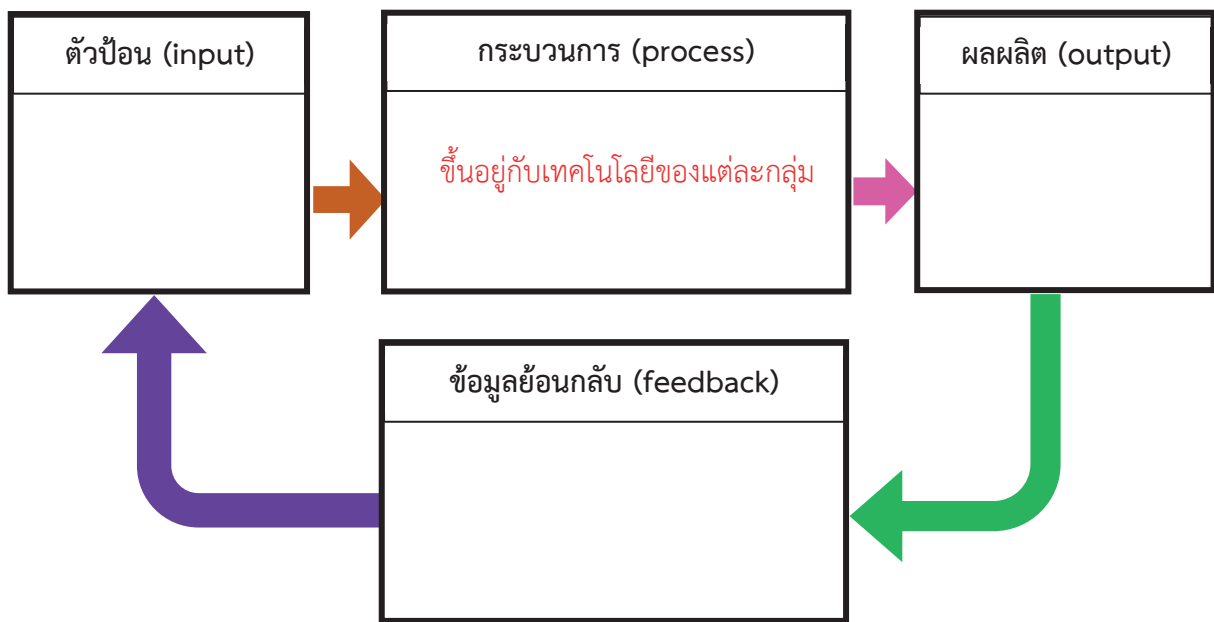 ตัวป้อน (input)
กระบวนการ (process)
ผลผลิต (output)
ขึ้นอยู่กับเทคโนโลยีของแต่ละกลุ่ม
ข้อมูลย้อนกลับ (feedback)